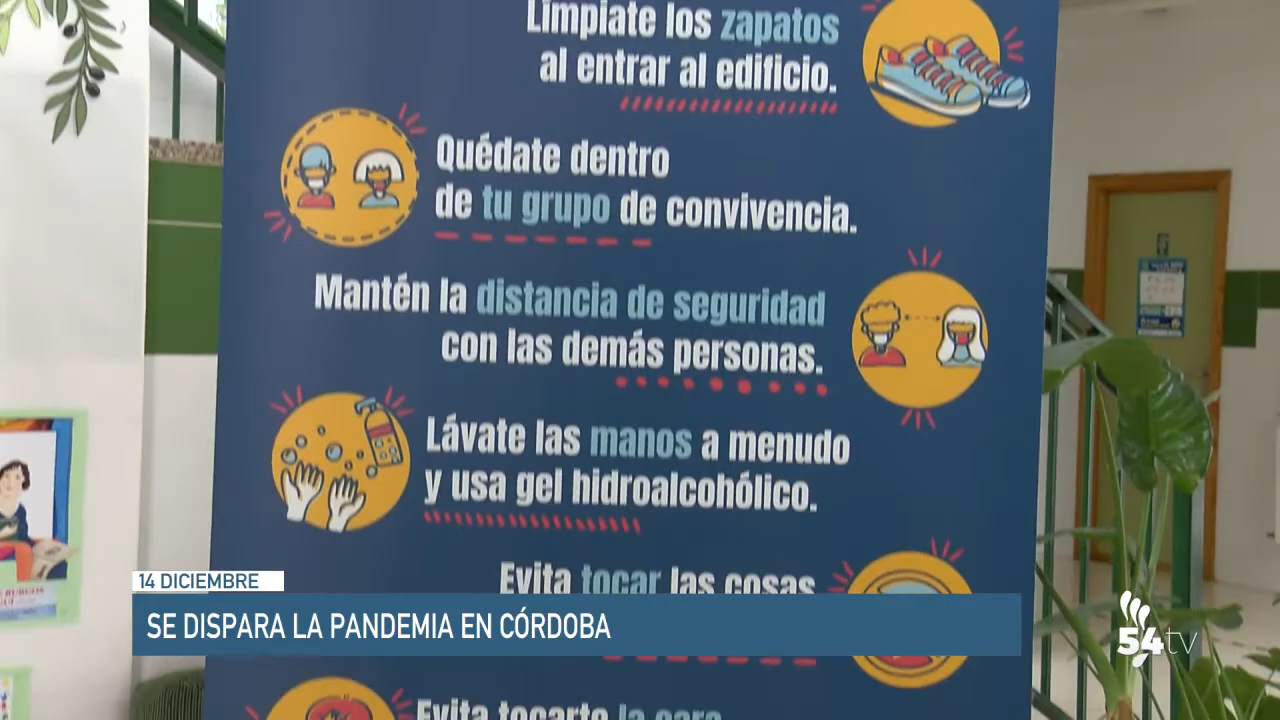 Límpiate los zapatos
al entrar al edificio.
Quédate dentro
de tu grupo de convivencia.
Mantén la distancia de seguridad
con las demás personas.
Lávate las manos a menudo
y usa gel hidroalcohólico.
Evita tocar las cosas
14 DICIEMBRE
SE DISPARA LA PANDEMIA EN CÓRDOBA
54tv
Evita tocarte la cara